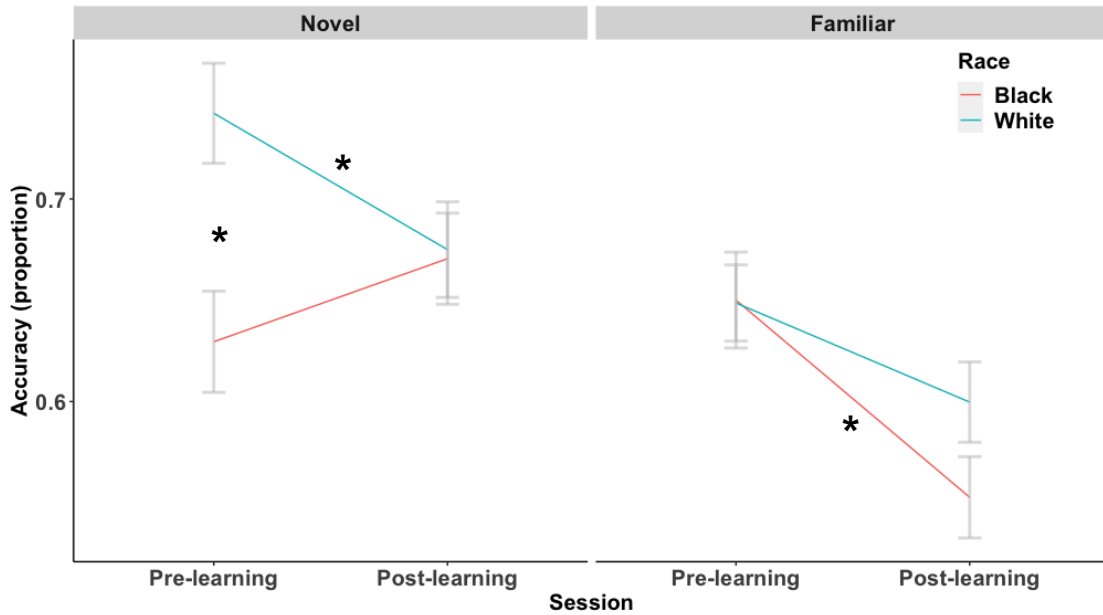 Novel
Familiar
Race
Black
White
Accuracy (proportion)
0.7
0.6
*
*
*
Pre-learning
Post-learning
Pre-learning
Post-learning
Session